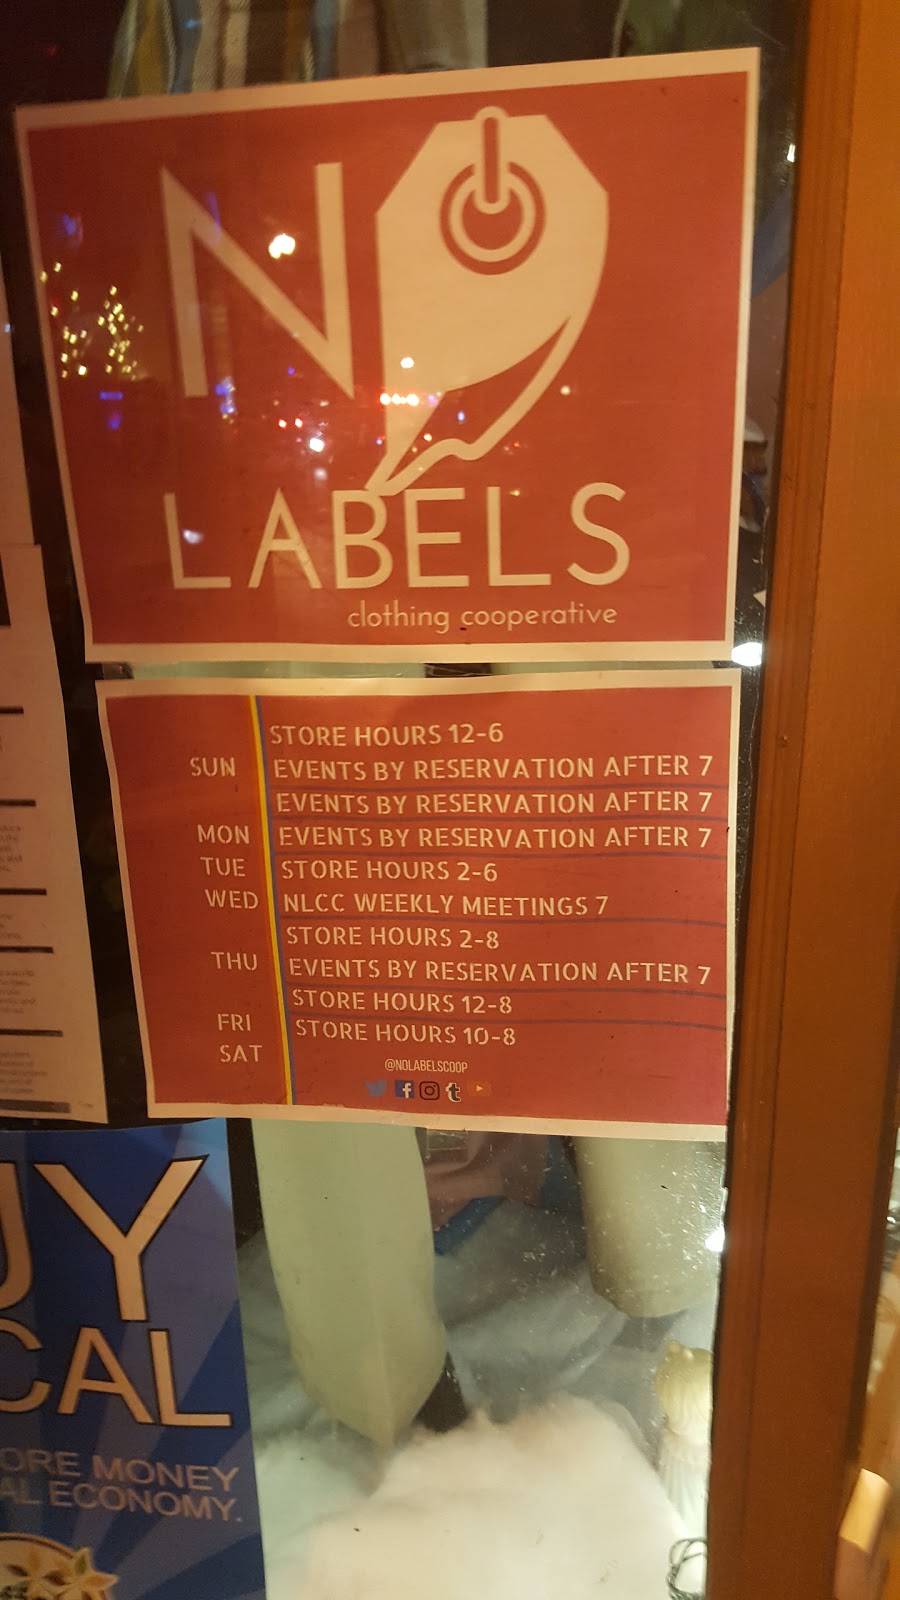 NO
LABELS
clothing cooperative
STORE HOURS 12-6
SUN EVENTS BY RESERVATION AFTER 7
EVENTS BY RESERVATION AFTER 7
MON EVENTS BY RESERVATION AFTER 7
TUE STORE HOURS 2-6
WED NLCC WEEKLY MEETINGS 7
STORE HOURS 2-8
THU EVENTS BY RESERVATION AFTER 7
STORE HOURS 12-8
FRI STORE HOURS 10-8
SAT
@NOLABELSCOOP
UY
CAL
ORE MONEY
AL ECONOMY.